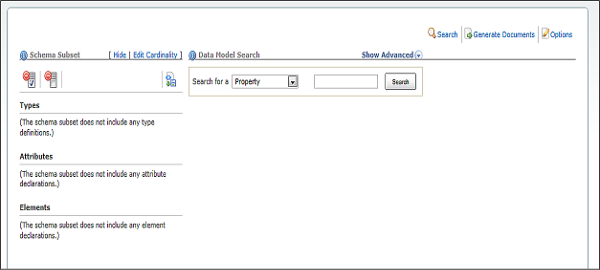 Search | Generate Documents | Options
Schema Subset [ Hide | Edit Cardinality ] Data Model Search Show Advanced
Search for a Property Search
Types
(The schema subset does not include any type
definitions.)
Attributes
(The schema subset does not include any attribute
declarations.)
Elements
(The schema subset does not include any element
declarations.)